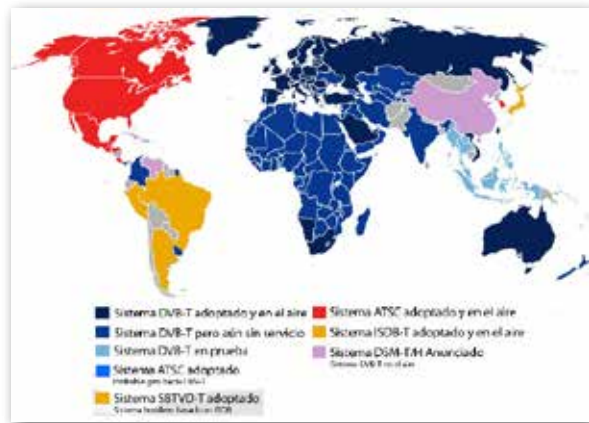 Sistema DVB-T adoptado y en el aire
Sistema DVB-T pero aún sin servicio
Sistema DVB-T en prueba
Sistema ATSC adoptado
Sistema SBTVD-T adoptado
Sistema ATSC adoptado y en el aire
Sistema ISDB-T adoptado y en el aire
Sistema DSM-T/H Anunciado